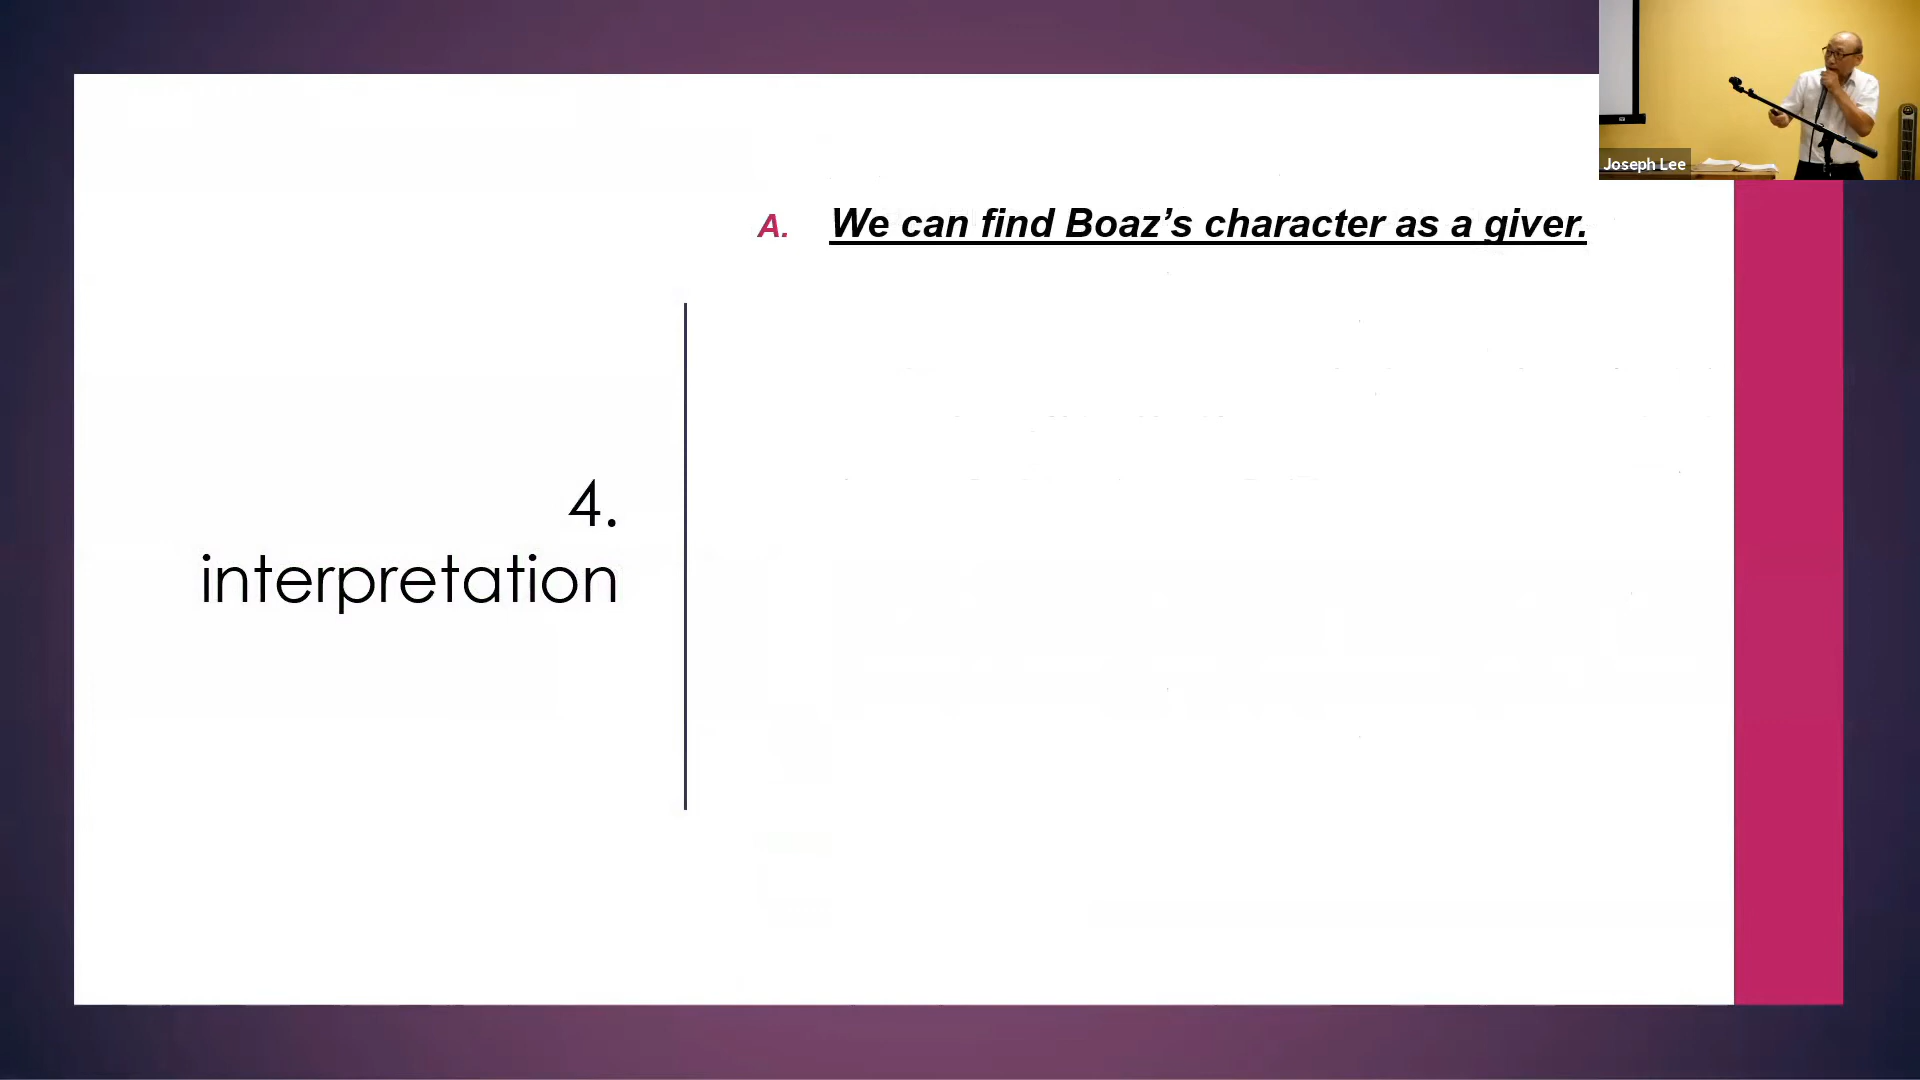 4.
interpretation
A. We can find Boaz’s character as a giver.
Joseph Lee